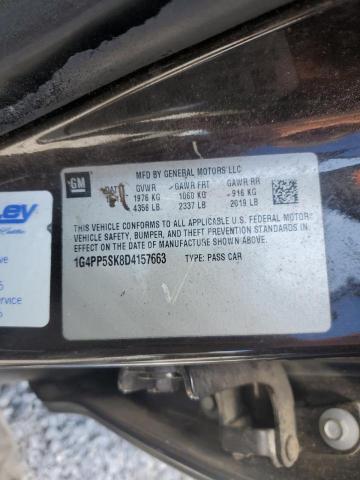 MFD BY GENERAL MOTORS LLC
GM
GVWR GAWR FRT GAWR RR
1976 KG 1060 KG 916 KG
4356 LB 2337 LB 2019 LB
THIS VEHICLE CONFORMS TO ALL APPLICABLE U.S. FEDERAL MOTOR
VEHICLE SAFETY, BUMPER, AND THEFT PREVENTION STANDARDS IN
EFFECT ON THE DATE OF MANUFACTURE SHOWN ABOVE.
1G4PP5SK8D4157663 TYPE: PASS CAR